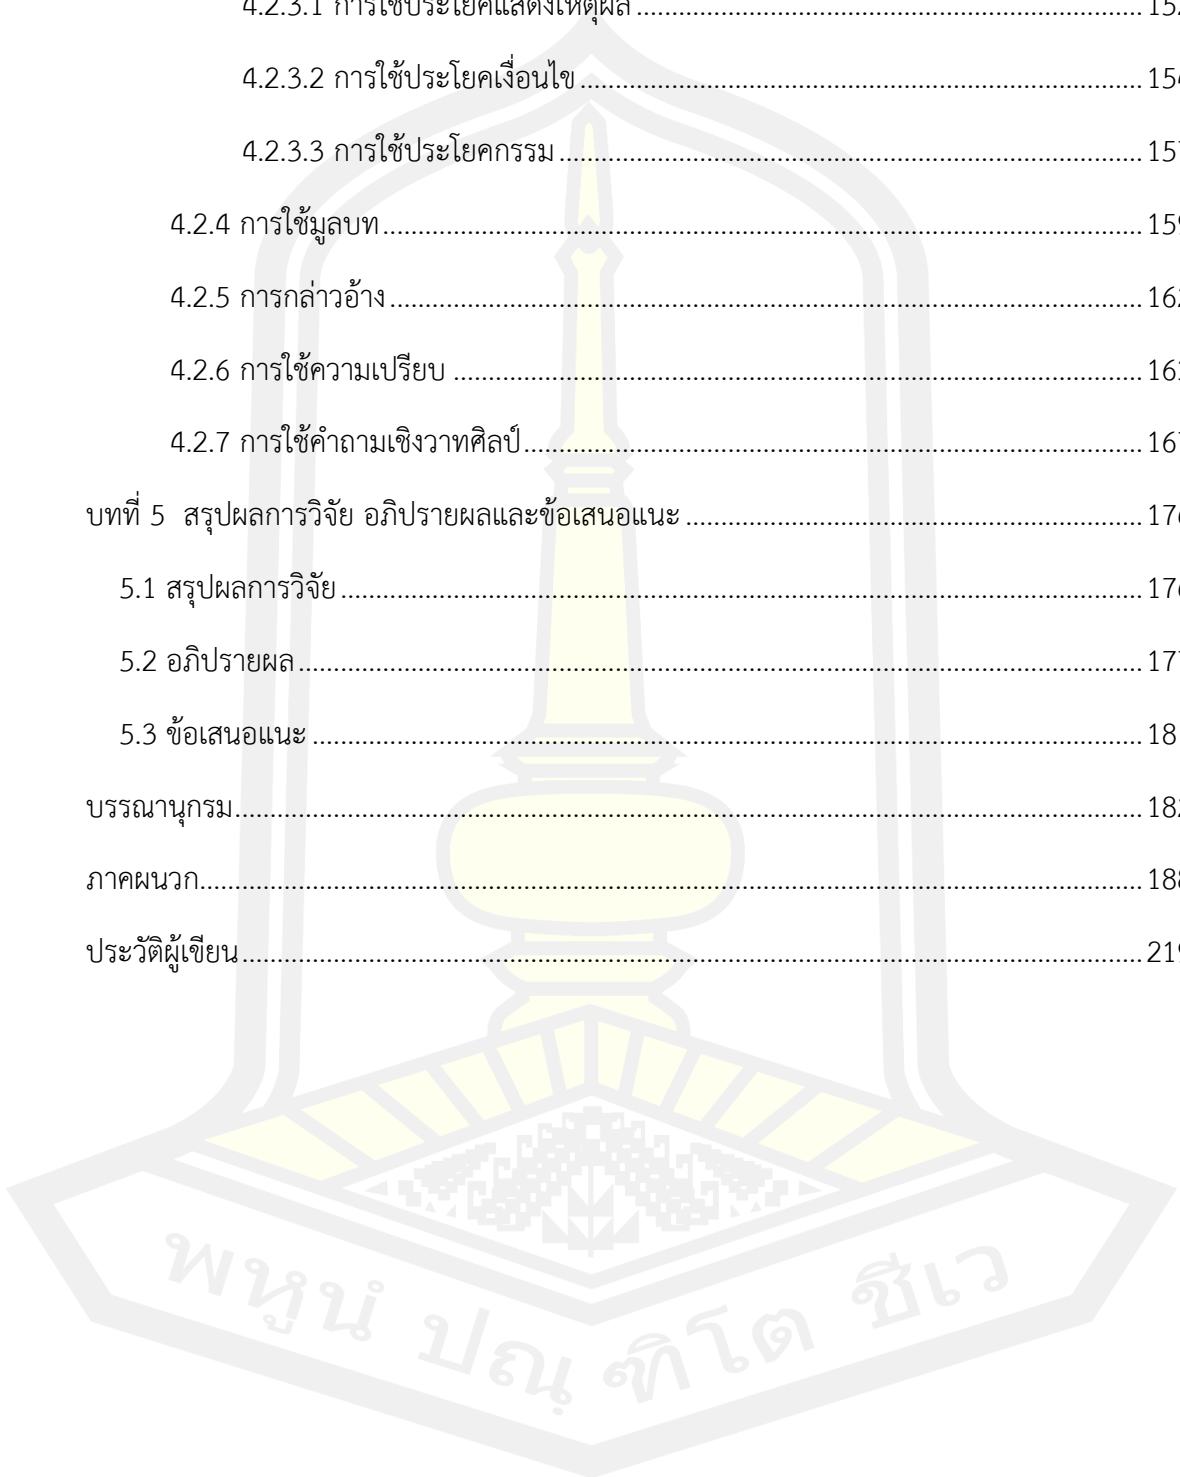 4.2.3.1 การใช้ประโยคแสดงเหตุผล ........ 15
4.2.3.2 การใช้ประโยคเงื่อนไข ........ 154
4.2.3.3 การใช้ประโยคกรรม ........ 157
4.2.4 การใช้มูลบท ........ 159
4.2.5 การกล่าวอ้าง ........ 16
4.2.6 การใช้ความเปรียบ ........ 16
4.2.7 การใช้คำถามเชิงวาทศิลป์ ........ 167
บทที่ 5 สรุปผลการวิจัย อภิปรายผลและข้อเสนอแนะ ........ 176
5.1 สรุปผลการวิจัย ........ 176
5.2 อภิปรายผล ........ 177
5.3 ข้อเสนอแนะ ........ 18
บรรณานุกรม ........ 18
ภาคผนวก ........ 188
ประวัติผู้เขียน ........ 219
พหูนํ ปณฺฑิโต ชีเว